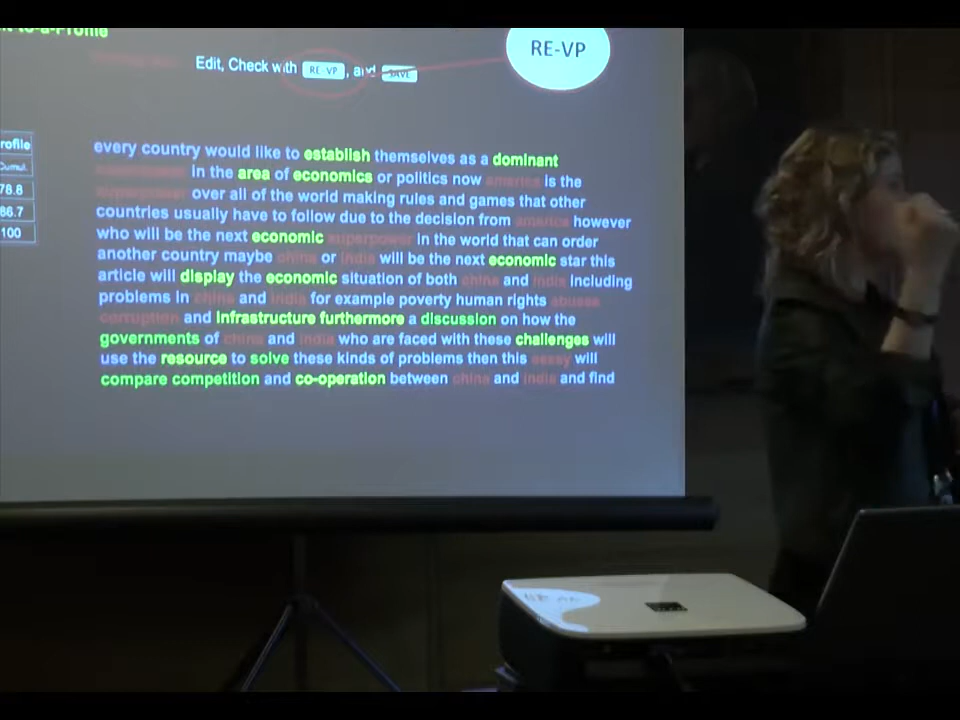 to-a-Profile
RE-VP
Edit, Check with RE-VP, and SAVE
rofile
Cumul.
78.8
86.7
100
every country would like to establish themselves as a dominant
superpower in the area of economics or politics now america is the
superpower over all of the world making rules and games that other
countries usually have to follow due to the decision from america however
who will be the next economic superpower in the world that can order
another country maybe china or india will be the next economic star this
article will display the economic situation of both china and india including
problems in china and india for example poverty human rights abuses
corruption and infrastructure furthermore a discussion on how the
governments of china and india who are faced with these challenges will
use the resource to solve these kinds of problems then this essay will
compare competition and co-operation between china and india and find